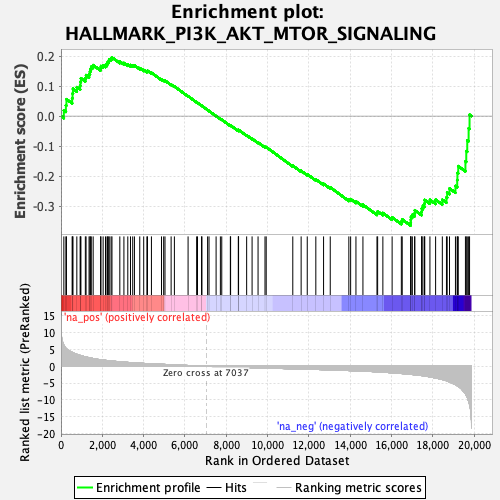 Enrichment plot:
HALLMARK_PI3K_AKT_MTOR_SIGNALING
Enrichment score (ES)
0.2
0.1
0.0
-0.1
-0.2
-0.3
Ranked list metric (PreRanked)
15
10
5
0
-5
-10
-15
-20
'na_pos' (positively correlated)
Zero cross at 7037
'na_neg' (negatively correlated)
0
2,000
4,000
6,000
8,000
10,000
12,000
14,000
16,000
18,000
20,000
Rank in Ordered Dataset
Enrichment profile
Hits
Ranking metric scores